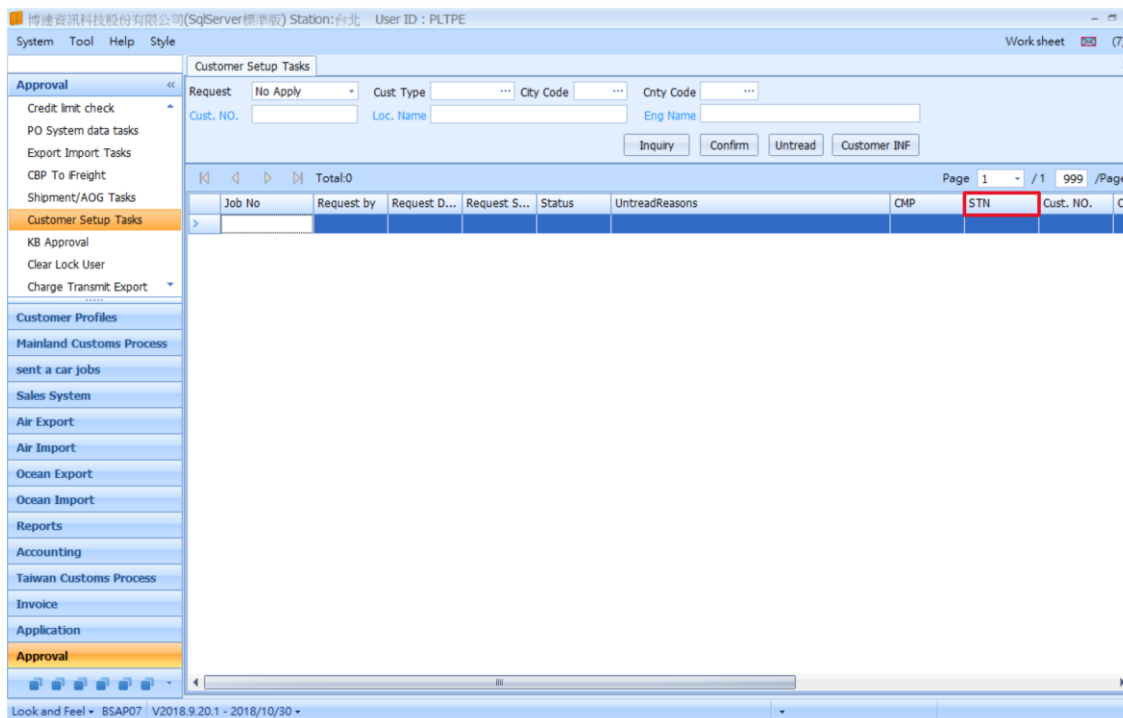 博連資訊科技股份有限公司(SqlServer標準版) Station:台北 User ID : PLTPE
System Tool Help Style
Work sheet (7)
Customer Setup Tasks
Approval «
Credit limit check
PO System data tasks
Export Import Tasks
CBP To iFreight
Shipment/AOG Tasks
Customer Setup Tasks
KB Approval
Clear Lock User
Charge Transmit Export
Customer Profiles
Mainland Customs Process
sent a car jobs
Sales System
Air Export
Air Import
Ocean Export
Ocean Import
Reports
Accounting
Taiwan Customs Process
Invoice
Application
Approval
Request No Apply Cust Type ... City Code ... Cnty Code ...
Cust. NO. Loc. Name Eng Name
Inquiry Confirm Untread Customer INF
Total:0 Page 1 / 1 999 /Page
Job No Request by Request D... Request S... Status UntreadReasons CMP STN Cust. NO. C
Look and Feel BSAP07 V2018.9.20.1 - 2018/10/30